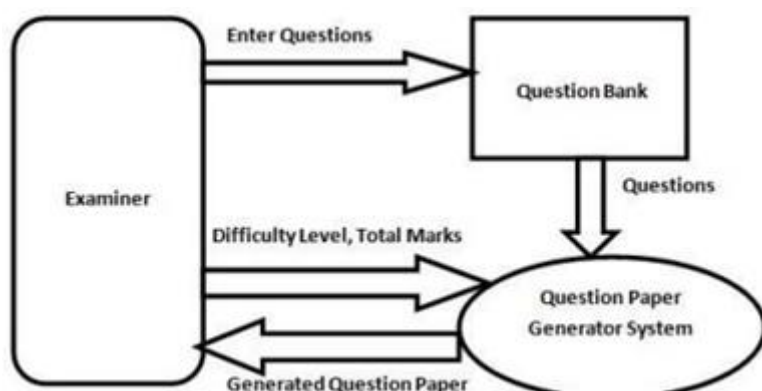 Enter Questions
Question Bank
Examiner
Questions
Difficulty Level, Total Marks
Question Paper
Generator System
Generated Question Paper